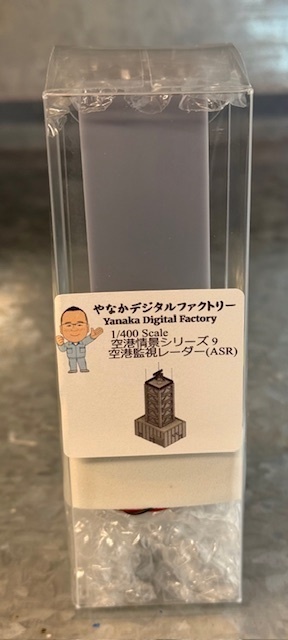 やなかデジタルファクトリー
Yanaka Digital Factory
1/400 Scale
空港情景シリーズ 9
空港監視レーダー(ASR)